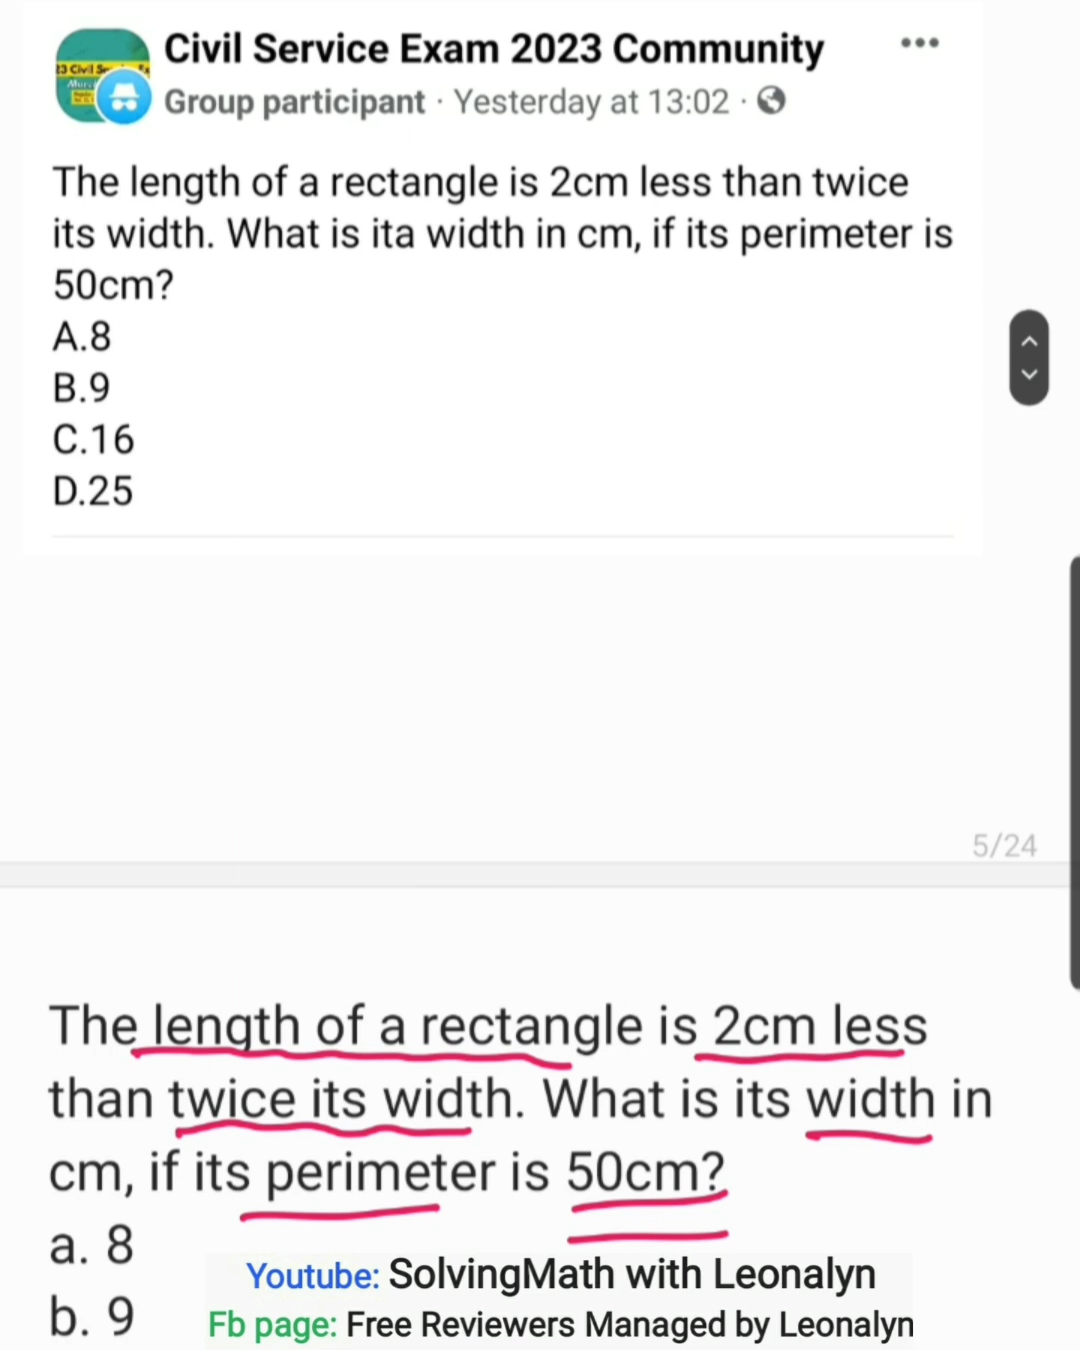 Civil Service Exam 2023 Community
Group participant · Yesterday at 13:02 ·
The length of a rectangle is 2cm less than twice
its width. What is ita width in cm, if its perimeter is
50cm?
A.8
B.9
C.16
D.25
5/24
The length of a rectangle is 2cm less
than twice its width. What is its width in
cm, if its perimeter is 50cm?
a. 8
b. 9
Youtube: SolvingMath with Leonalyn
Fb page: Free Reviewers Managed by Leonalyn